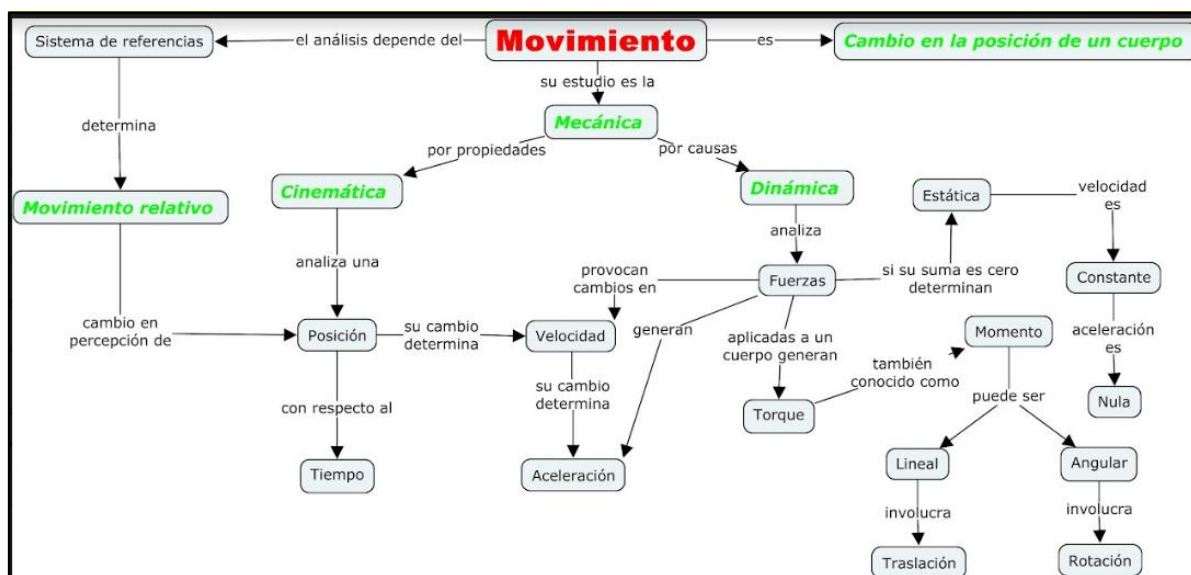 Sistema de referencias
el análisis depende del
Movimiento
es
Cambio en la posición de un cuerpo
su estudio es la
determina
Mecánica
por propiedades
por causas
Movimiento relativo
Cinemática
Dinámica
Estática
velocidad
es
analiza una
analiza
provocan
cambios en
Fuerzas
si su suma es cero
determinan
Constante
cambio en
percepción de
Posición
su cambio
determina
Velocidad
generan
aplicadas a un
cuerpo generan
Momento
aceleración
es
con respecto al
su cambio
determina
Torque
también
conocido como
puede ser
Nula
Tiempo
Aceleración
Lineal
Angular
involucra
involucra
Traslación
Rotación